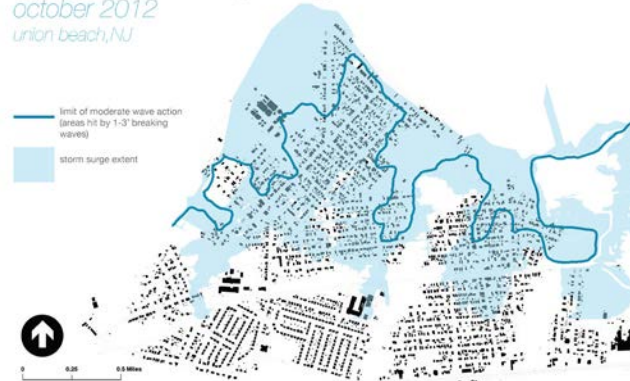 october 2012
union beach,NJ
limit of moderate wave action
(areas hit by 1-3' breaking
waves)
storm surge extent
0 0.25 0.5 Miles